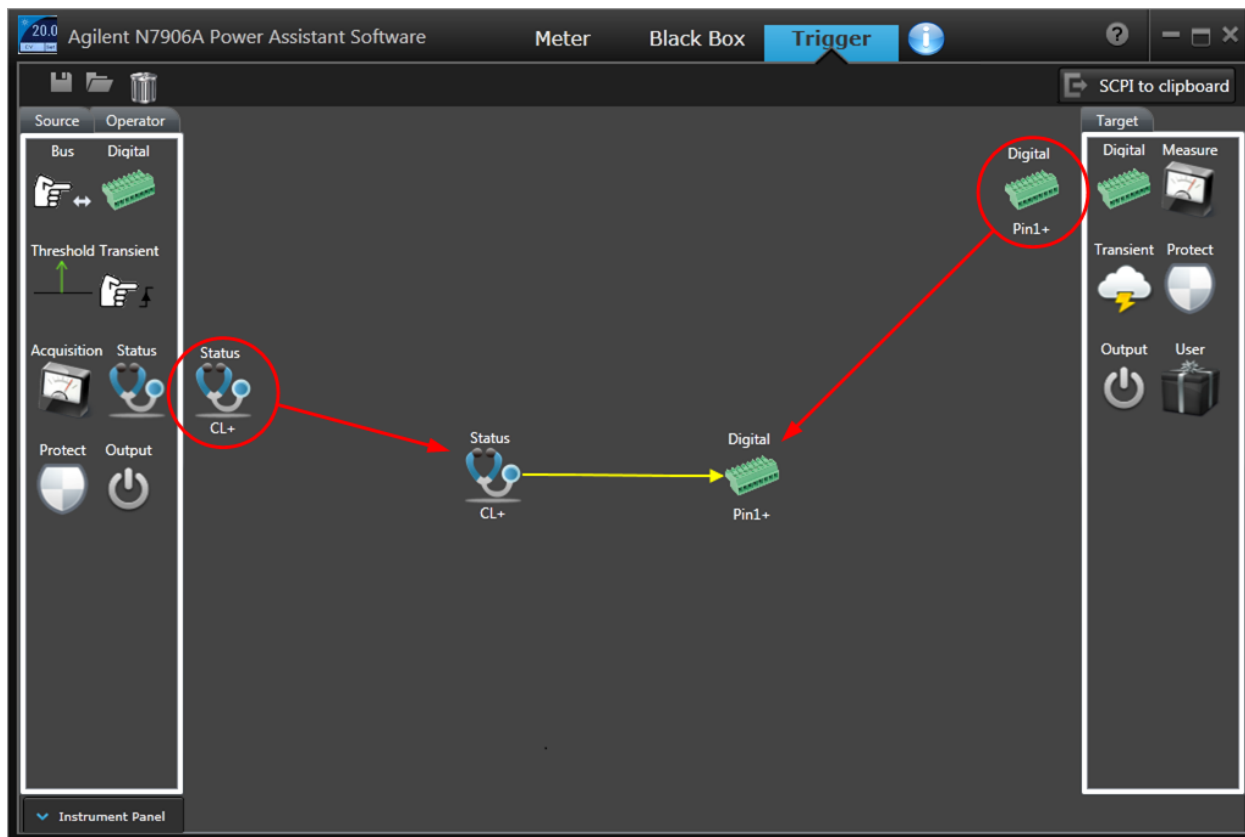 20.0 Agilent N7906A Power Assistant Software Meter Black Box Trigger i ?
SCPI to clipboard
Source Operator
Target
Bus Digital
Threshold Transient
Acquisition Status
Protect Output
Status
CL+
Status
CL+
Digital
Pin1+
Digital
Pin1+
Digital Measure
Transient Protect
Output User
Instrument Panel